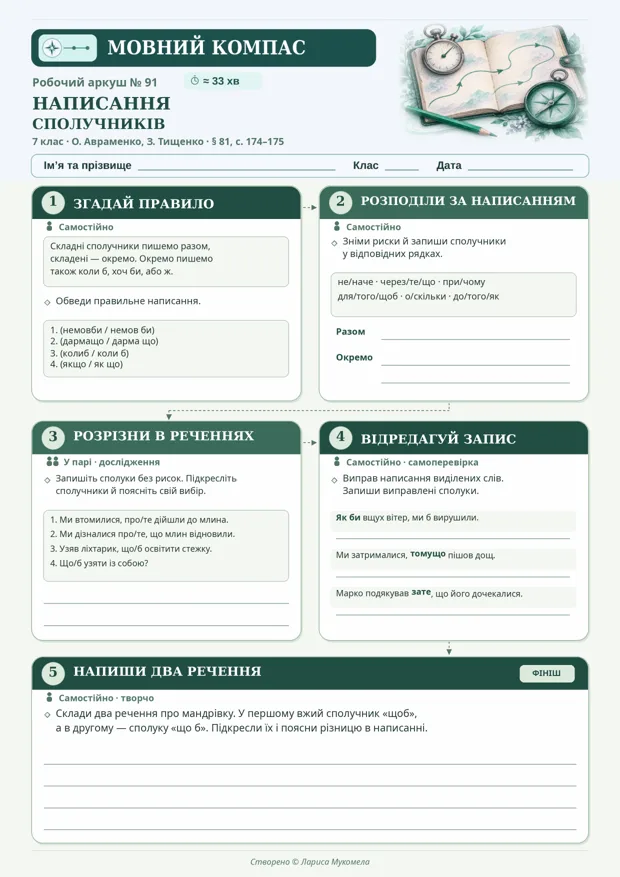 МОВНИЙ КОМПАС
Робочий аркуш № 91
≈ 33 хв
НАПИСАННЯ
СПОЛУЧНИКІВ
7 клас · О. Авраменко, З. Тищенко · § 81, с. 174–175
Ім’я та прізвище
Клас
Дата
1 ЗГАДАЙ ПРАВИЛО
Самостійно
Складні сполучники пишемо разом,
складені — окремо. Окремо пишемо
також коли б, хоч би, або ж.
Обведи правильне написання.
1. (немовби / немов би)
2. (дармащо / дарма що)
3. (колиб / коли б)
4. (якщо / як що)
2 РОЗПОДІЛИ ЗА НАПИСАННЯМ
Самостійно
Зніми риски й запиши сполучники
у відповідних рядках.
не/наче · через/те/що · при/чому
для/того/щоб · о/скільки · до/того/як
Разом
Окремо
3 РОЗРІЗНИ В РЕЧЕННЯХ
У парі · дослідження
Запишіть сполуки без рисок. Підкресліть
сполучники й поясніть свій вибір.
1. Ми втомилися, про/те дійшли до млина.
2. Ми дізналися про/те, що млин відновили.
3. Узяв ліхтарик, що/б освітити стежку.
4. Що/б узяти із собою?
4 ВІДРЕДАГУЙ ЗАПИС
Самостійно · самоперевірка
Виправ написання виділених слів.
Запиши виправлені сполуки.
Як би вщух вітер, ми б вирушили.
Ми затрималися, томущо пішов дощ.
Марко подякував зате, що його дочекалися.
5 НАПИШИ ДВА РЕЧЕННЯ
ФІНІШ
Самостійно · творчо
Склади два речення про мандрівку. У першому вжий сполучник «щоб»,
а в другому — сполуку «що б». Підкресли їх і поясни різницю в написанні.
Створено © Лариса Мукомела